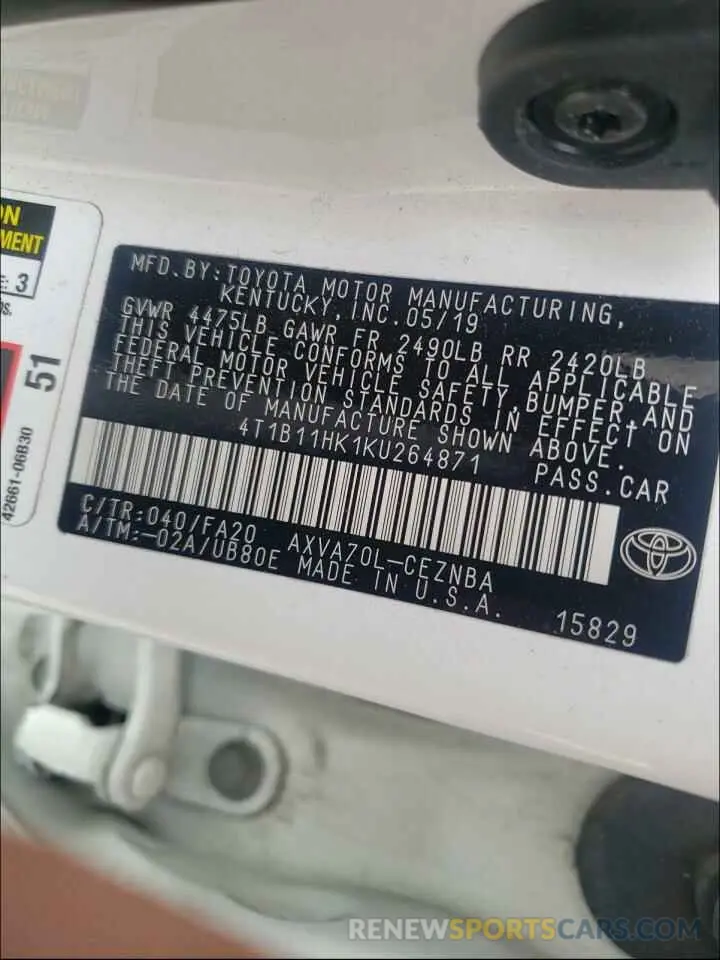 ON
MENT
3
51
42661-06B30
MFD.BY:TOYOTA MOTOR MANUFACTURING,
KENTUCKY,INC.05/19
GVWR 4475LB GAWR FR 2490LB RR 2420LB
THIS VEHICLE CONFORMS TO ALL APPLICABLE
FEDERAL MOTOR VEHICLE SAFETY,BUMPER,AND
THEFT PREVENTION STANDARDS IN EFFECT ON
THE DATE OF MANUFACTURE SHOWN ABOVE.
4T1B11HK1KU264871 PASS.CAR
C/TR:040/FA20 AXVA70L-CEZNBA
A/TM:-02A/UB80E MADE IN U.S.A.
15829
RENEWSPORTSCARS.COM